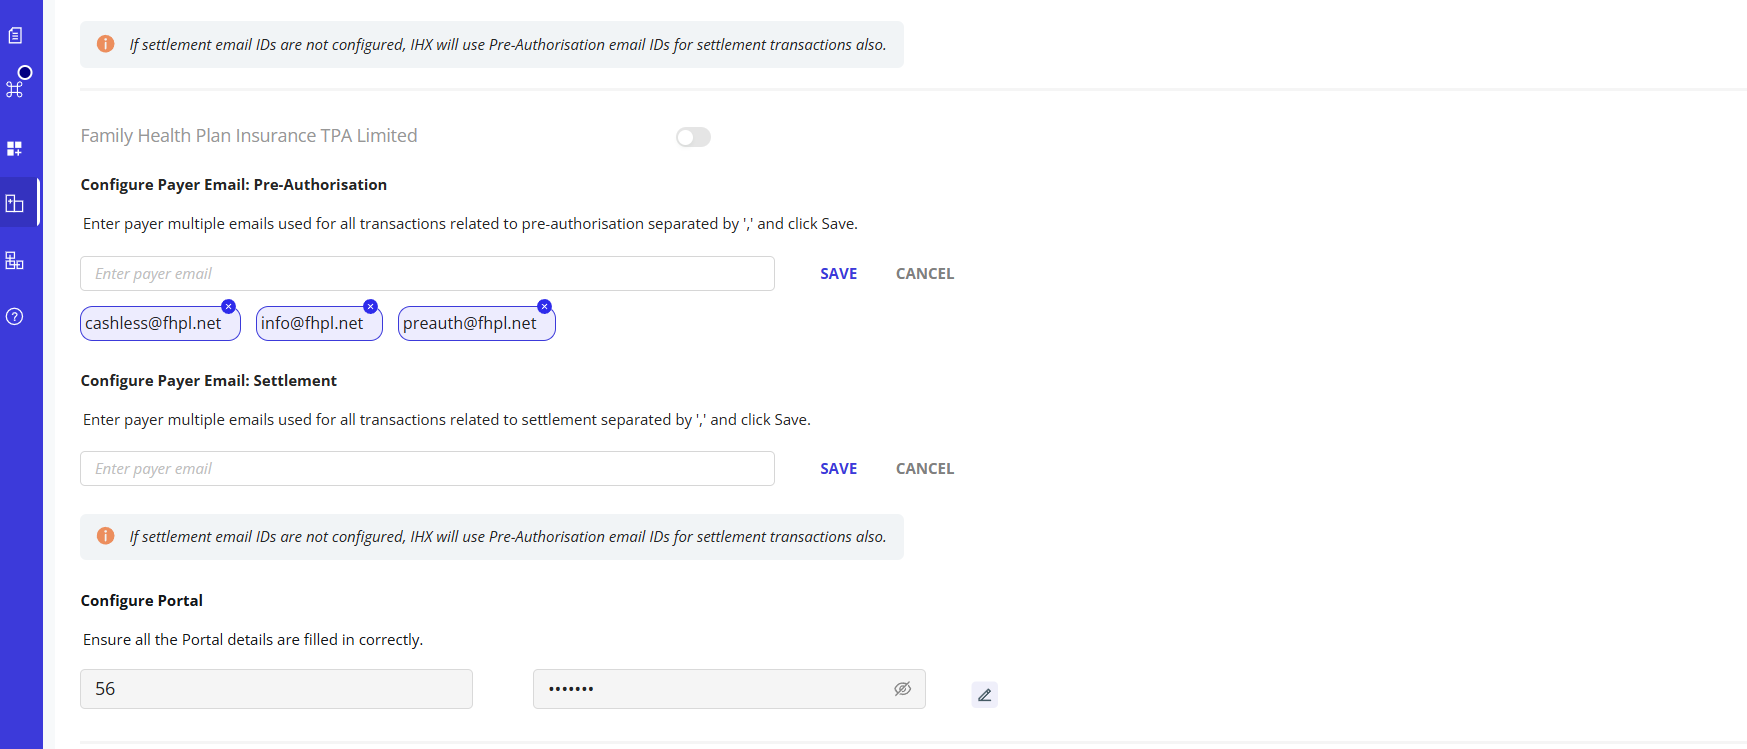 If settlement email IDs are not configured, IHX will use Pre-Authorisation email IDs for settlement transactions also.
Family Health Plan Insurance TPA Limited
Configure Payer Email: Pre-Authorisation
Enter payer multiple emails used for all transactions related to pre-authorisation separated by ',' and click Save.
Enter payer email SAVE CANCEL
cashless@fhpl.net info@fhpl.net preauth@fhpl.net
Configure Payer Email: Settlement
Enter payer multiple emails used for all transactions related to settlement separated by ',' and click Save.
Enter payer email SAVE CANCEL
If settlement email IDs are not configured, IHX will use Pre-Authorisation email IDs for settlement transactions also.
Configure Portal
Ensure all the Portal details are filled in correctly.
56 •••••••